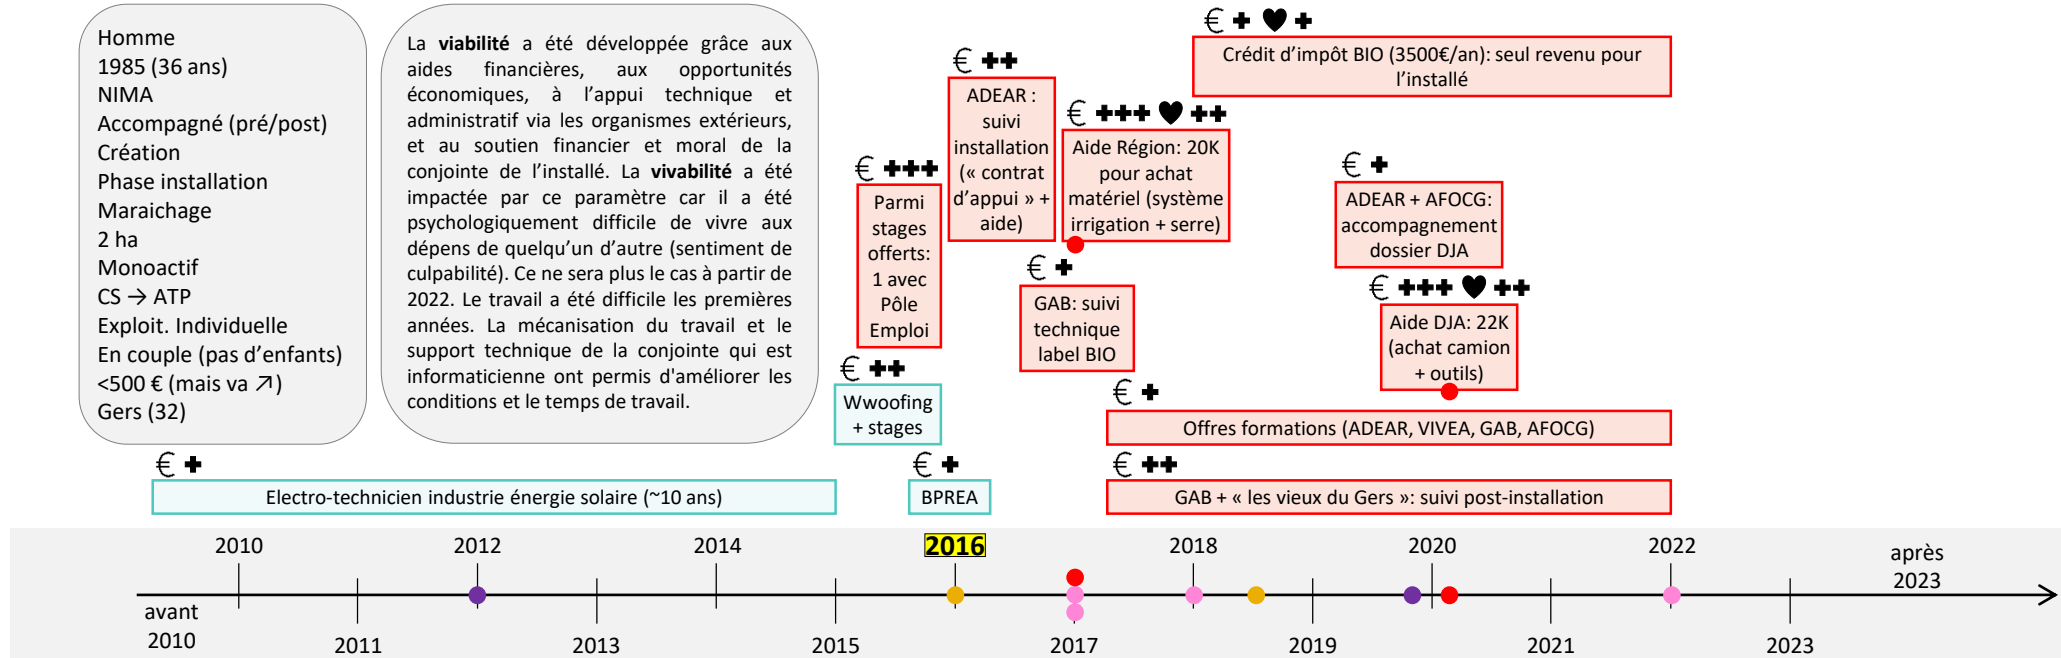 Homme
1985 (36 ans)
NIMA
Accompagné (pré/post)
Création
Phase installation
Maraichage
2 ha
Monoactif
CS → ATP
Exploit. Individuelle
En couple (pas d’enfants)
<500 € (mais va ↗)
Gers (32)
La viabilité a été développée grâce aux
aides financières, aux opportunités
économiques, à l’appui technique et
administratif via les organismes extérieurs,
et au soutien financier et moral de la
conjointe de l’installé. La vivabilité a été
impactée par ce paramètre car il a été
psychologiquement difficile de vivre aux
dépens de quelqu’un d’autre (sentiment de
culpabilité). Ce ne sera plus le cas à partir de
2022. Le travail a été difficile les premières
années. La mécanisation du travail et le
support technique de la conjointe qui est
informaticienne ont permis d'améliorer les
conditions et le temps de travail.
€ + ♥ +
Crédit d’impôt BIO (3500€/an): seul revenu pour
l’installé
€ ++
ADEAR :
suivi
installation
(« contrat
d’appui » +
aide)
€ +++ ♥ ++
Aide Région: 20K
pour achat
matériel (système
irrigation + serre)
€ +++
Parmi
stages
offerts:
1 avec
Pôle
Emploi
€ +
ADEAR + AFOCG:
accompagnement
dossier DJA
€ +
GAB: suivi
technique
label BIO
€ +++ ♥ ++
Aide DJA: 22K
(achat camion
+ outils)
€ ++
Wwoofing
+ stages
€ +
Offres formations (ADEAR, VIVEA, GAB, AFOCG)
€ +
Electro-technicien industrie énergie solaire (~10 ans)
€ +
BPREA
€ ++
GAB + « les vieux du Gers »: suivi post-installation
2010 2012 2014 2016 2018 2020 2022 après
2023
avant
2010 2011 2013 2015 2017 2019 2021 2023